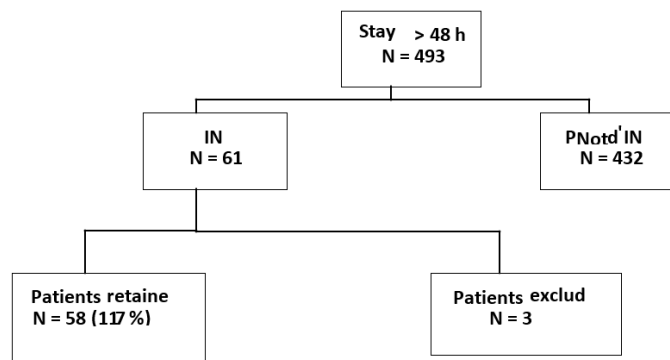 Stay > 48 h
N = 493
IN
N = 61
PNotd'IN
N = 432
Patients retaine
N = 58 (117 %)
Patients exclud
N = 3